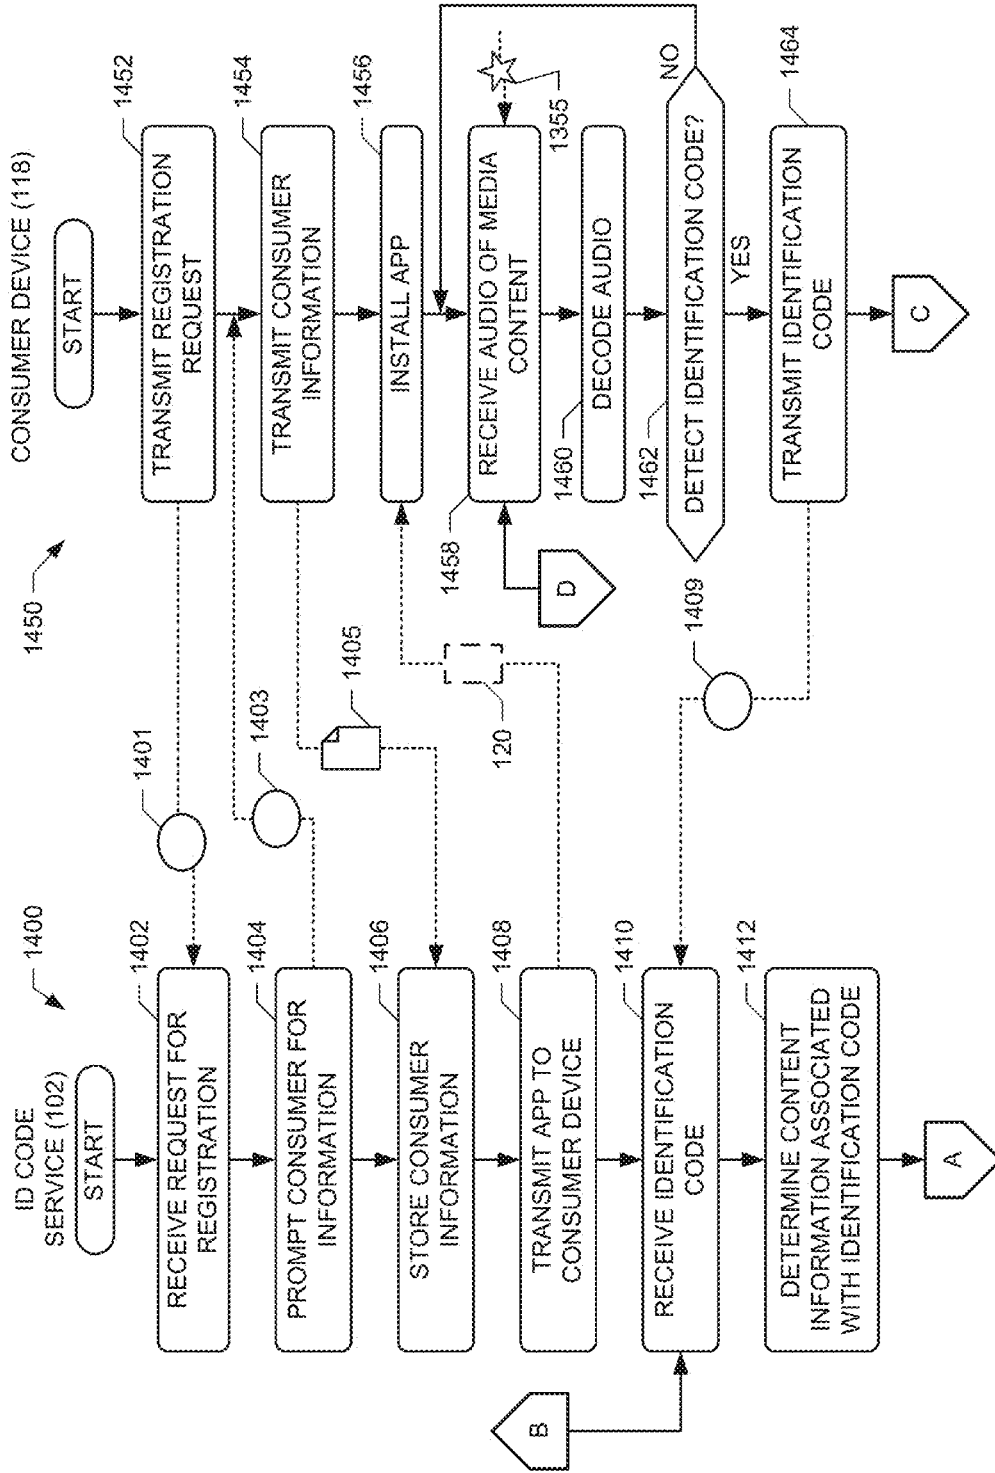 ID CODE
SERVICE (102)
1400
START
RECEIVE REQUEST FOR
REGISTRATION
1402
PROMPT CONSUMER FOR
INFORMATION
1404
STORE CONSUMER
INFORMATION
1406
TRANSMIT APP TO
CONSUMER DEVICE
1408
B
RECEIVE IDENTIFICATION
CODE
1410
DETERMINE CONTENT
INFORMATION ASSOCIATED
WITH IDENTIFICATION CODE
1412
A
1401
1403
1405
120
1409
1450
CONSUMER DEVICE (118)
START
TRANSMIT REGISTRATION
REQUEST
1452
TRANSMIT CONSUMER
INFORMATION
1454
INSTALL APP
1456
D
1458
RECEIVE AUDIO OF MEDIA
CONTENT
1355
1460
DECODE AUDIO
1462
DETECT IDENTIFICATION CODE?
NO
YES
TRANSMIT IDENTIFICATION
CODE
1464
C